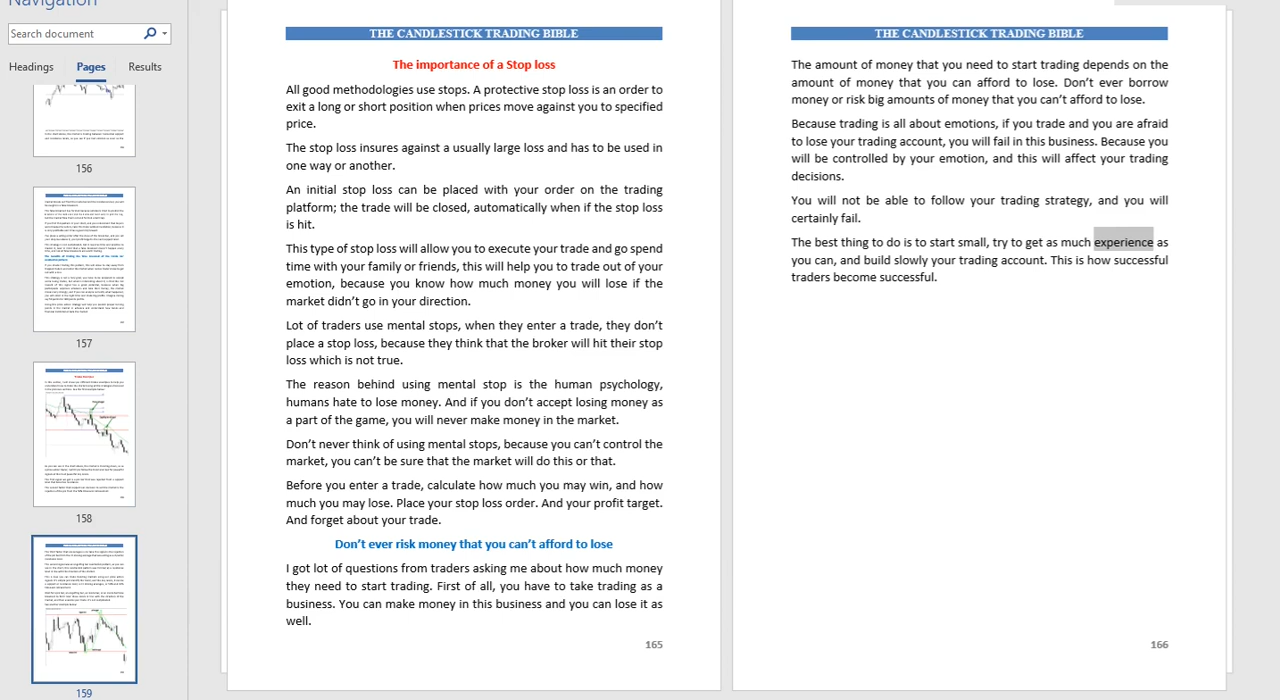 Navigation
Search document
Headings Pages Results
156
157
158
159
THE CANDLESTICK TRADING BIBLE
The importance of a Stop loss
All good methodologies use stops. A protective stop loss is an order to
exit a long or short position when prices move against you to specified
price.
The stop loss insures against a usually large loss and has to be used in
one way or another.
An initial stop loss can be placed with your order on the trading
platform; the trade will be closed, automatically when if the stop loss
is hit.
This type of stop loss will allow you to execute your trade and go spend
time with your family or friends, this will help you to trade out of your
emotion, because you know how much money you will lose if the
market didn’t go in your direction.
Lot of traders use mental stops, when they enter a trade, they don’t
place a stop loss, because they think that the broker will hit their stop
loss which is not true.
The reason behind using mental stop is the human psychology,
humans hate to lose money. And if you don’t accept losing money as
a part of the game, you will never make money in the market.
Don’t never think of using mental stops, because you can’t control the
market, you can’t be sure that the market will do this or that.
Before you enter a trade, calculate how much you may win, and how
much you may lose. Place your stop loss order. And your profit target.
And forget about your trade.
Don’t ever risk money that you can’t afford to lose
I got lot of questions from traders asking me about how much money
they need to start trading. First of all, you have to take trading as a
business. You can make money in this business and you can lose it as
well.
165
THE CANDLESTICK TRADING BIBLE
The amount of money that you need to start trading depends on the
amount of money that you can afford to lose. Don’t ever borrow
money or risk big amounts of money that you can’t afford to lose.
Because trading is all about emotions, if you trade and you are afraid
to lose your trading account, you will fail in this business. Because you
will be controlled by your emotion, and this will affect your trading
decisions.
You will not be able to follow your trading strategy, and you will
certainly fail.
The best thing to do is to start small, try to get as much experience as
you can, and build slowly your trading account. This is how successful
traders become successful.
166